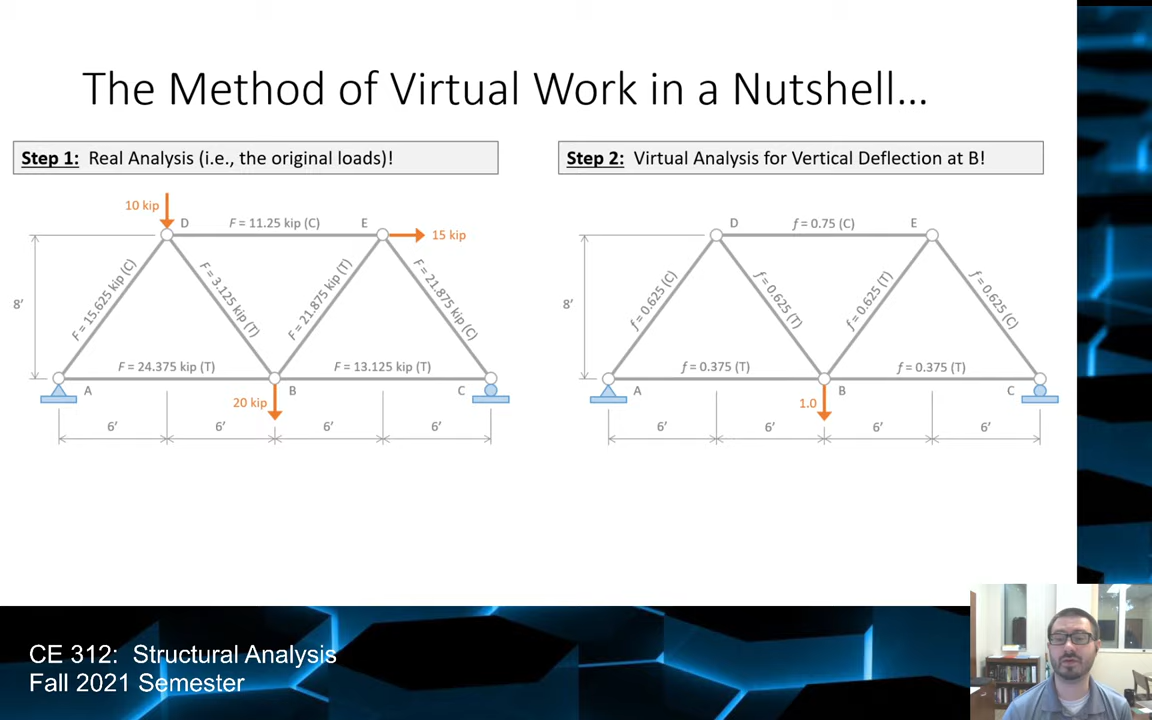 The Method of Virtual Work in a Nutshell...
Step 1: Real Analysis (i.e., the original loads)!
10 kip
D
F = 11.25 kip (C)
E
15 kip
8'
F = 15.625 kip (C)
F = 3.125 kip (T)
F = 21.875 kip (T)
F = 21.875 kip (C)
F = 24.375 kip (T)
F = 13.125 kip (T)
A
B
C
20 kip
6'
6'
6'
6'
Step 2: Virtual Analysis for Vertical Deflection at B!
D
f = 0.75 (C)
E
8'
f = 0.625 (C)
f = 0.625 (T)
f = 0.625 (T)
f = 0.625 (C)
f = 0.375 (T)
f = 0.375 (T)
A
B
C
1.0
6'
6'
6'
6'
CE 312: Structural Analysis
Fall 2021 Semester